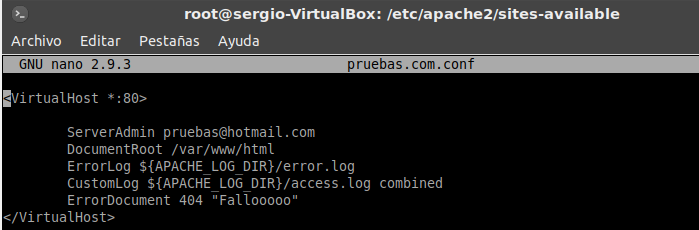 root@sergio-VirtualBox: /etc/apache2/sites-available
Archivo Editar Pestañas Ayuda
GNU nano 2.9.3 pruebas.com.conf
<VirtualHost *:80>
ServerAdmin pruebas@hotmail.com
DocumentRoot /var/www/html
ErrorLog ${APACHE_LOG_DIR}/error.log
CustomLog ${APACHE_LOG_DIR}/access.log combined
ErrorDocument 404 "Fallooooo"
</VirtualHost>